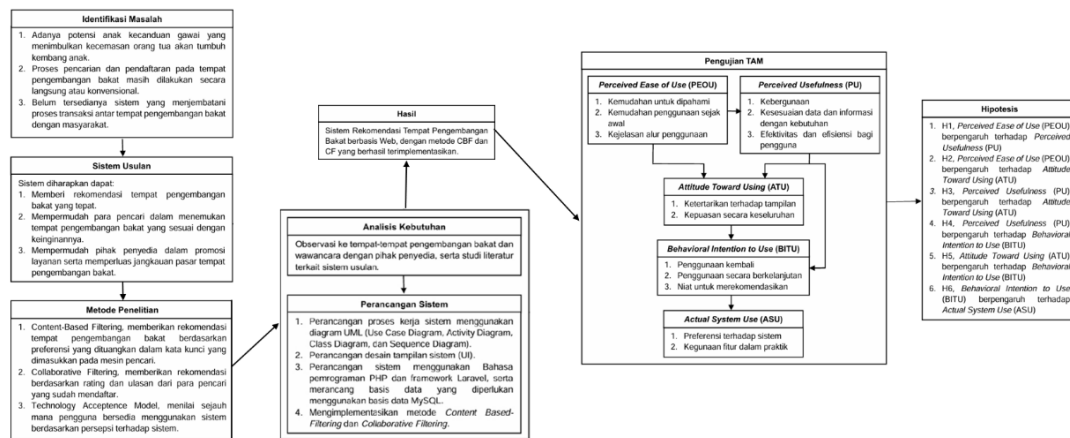 Identifikasi Masalah
1. Adanya potensi anak kecanduan gawai yang
menimbulkan kecemasan orang tua akan tumbuh
kembang anak.
2. Proses pencarian dan pendaftaran pada tempat
pengembangan bakat masih dilakukan secara
langsung atau konvensional.
3. Belum tersedianya sistem yang menjembatani
proses transaksi antar tempat pengembangan bakat
dengan masyarakat.
Sistem Usulan
Sistem diharapkan dapat:
1. Memberi rekomendasi tempat pengembangan
bakat yang tepat.
2. Mempermudah para pencari dalam menemukan
tempat pengembangan bakat yang sesuai dengan
keinginannya.
3. Mempermudah pihak penyedia dalam promosi
layanan serta memperluas jangkauan pasar tempat
pengembangan bakat.
Metode Penelitian
1. Content-Based Filtering, memberikan rekomendasi
tempat pengembangan bakat berdasarkan
preferensi yang dituangkan dalam kata kunci yang
dimasukkan pada mesin pencari.
2. Collaborative Filtering, memberikan rekomendasi
berdasarkan rating dan ulasan dari para pencari
yang sudah mendaftar.
3. Technology Acceptence Model, menilai sejauh
mana pengguna bersedia menggunakan sistem
berdasarkan persepsi terhadap sistem.
Hasil
Sistem Rekomendasi Tempat Pengembangan
Bakat berbasis Web, dengan metode CBF dan
CF yang berhasil terimplementasikan.
Analisis Kebutuhan
Observasi ke tempat-tempat pengembangan bakat dan
wawancara dengan pihak penyedia, serta studi literatur
terkait sistem usulan.
Perancangan Sistem
1. Perancangan proses kerja sistem menggunakan
diagram UML (Use Case Diagram, Activity Diagram,
Class Diagram, dan Sequence Diagram).
2. Perancangan desain tampilan sistem (UI).
3. Perancangan sistem menggunakan Bahasa
pemrograman PHP dan framework Laravel, serta
merancang basis data yang diperlukan
menggunakan basis data MySQL.
4. Mengimplementasikan metode Content Based-
Filtering dan Collaborative Filtering.
Pengujian TAM
Perceived Ease of Use (PEOU)
1. Kemudahan untuk dipahami
2. Kemudahan penggunaan sejak
awal
3. Kejelasan alur penggunaan
Perceived Usefulness (PU)
1. Kebergunaan
2. Kesesuaian data dan informasi
dengan kebutuhan
3. Efektivitas dan efisiensi bagi
pengguna
Attitude Toward Using (ATU)
1. Ketertarikan terhadap tampilan
2. Kepuasan secara keseluruhan
Behavioral Intention to Use (BITU)
1. Penggunaan kembali
2. Penggunaan secara berkelanjutan
3. Niat untuk merekomendasikan
Actual System Use (ASU)
1. Preferensi terhadap sistem
2. Kegunaan fitur dalam praktik
Hipotesis
1. H1, Perceived Ease of Use (PEOU)
berpengaruh terhadap Perceived
Usefulness (PU)
2. H2, Perceived Ease of Use (PEOU)
berpengaruh terhadap Attitude
Toward Using (ATU)
3. H3, Perceived Usefulness (PU)
berpengaruh terhadap Attitude
Toward Using (ATU)
4. H4, Perceived Usefulness (PU)
berpengaruh terhadap Behavioral
Intention to Use (BITU)
5. H5, Attitude Toward Using (ATU)
berpengaruh terhadap Behavioral
Intention to Use (BITU)
6. H6, Behavioral Intention to Use
(BITU) berpengaruh terhadap
Actual System Use (ASU)